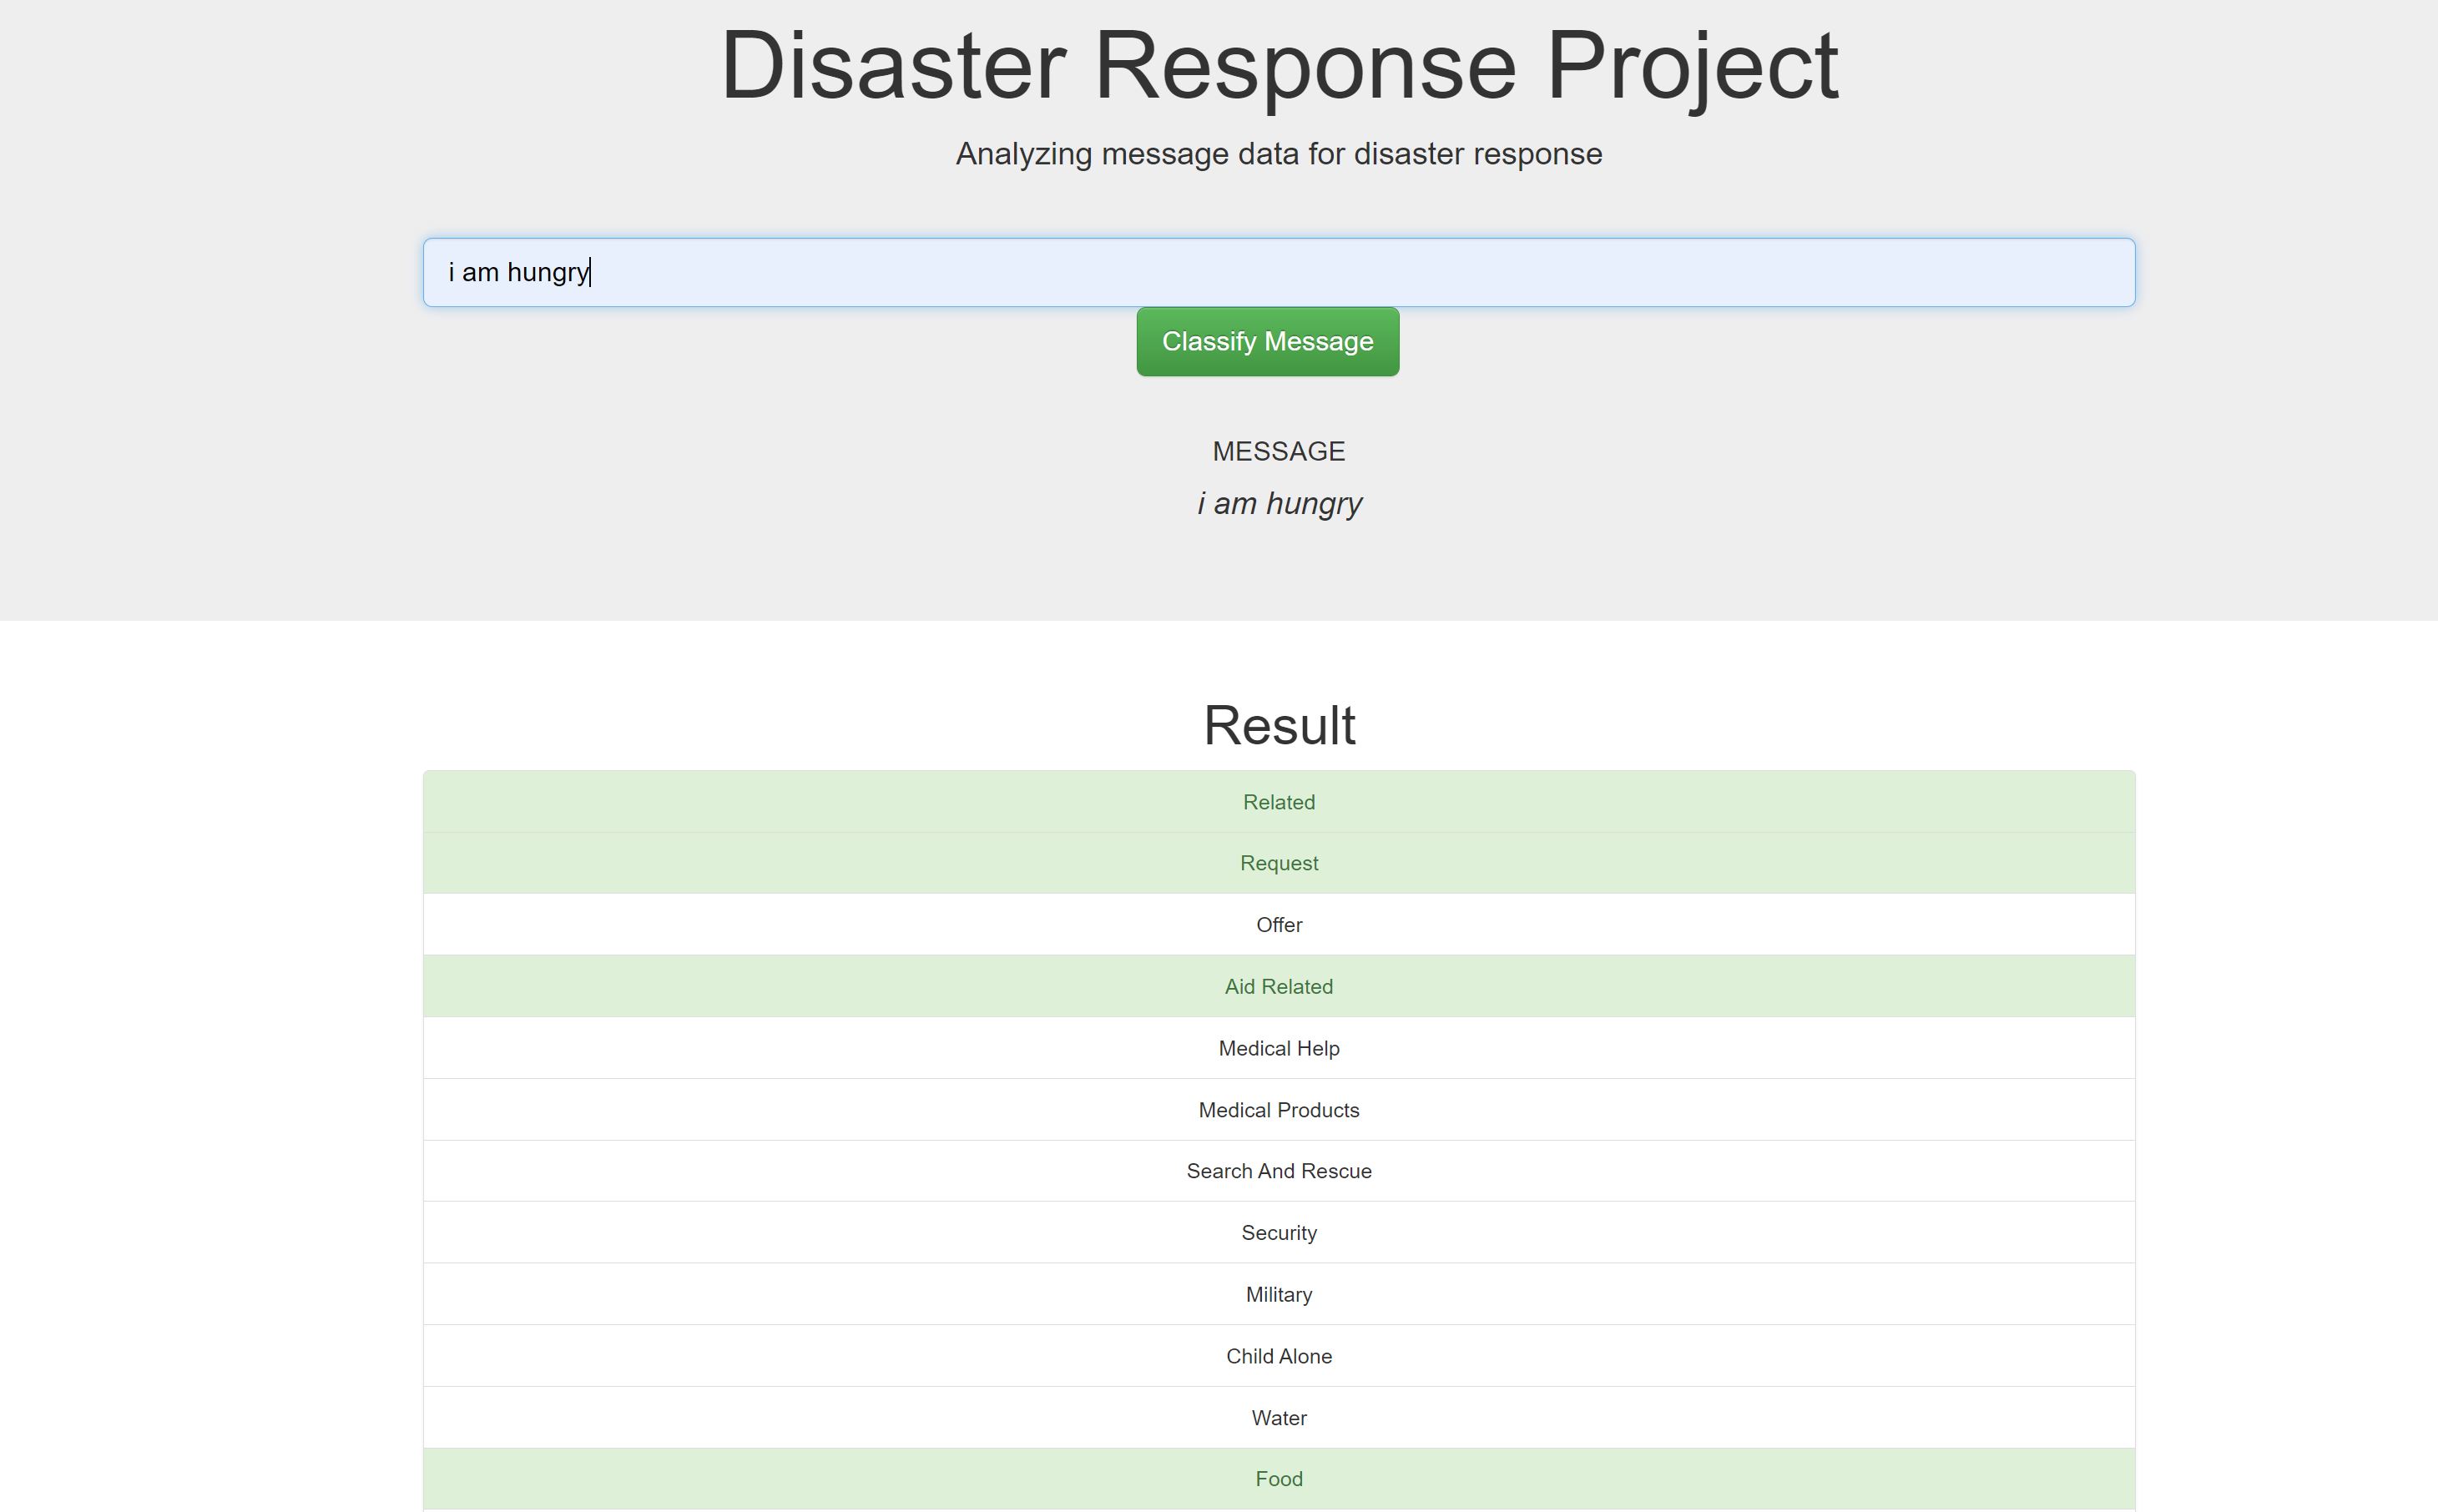 Disaster Response Project
Analyzing message data for disaster response
i am hungry
Classify Message
MESSAGE
i am hungry
Result
Related
Request
Offer
Aid Related
Medical Help
Medical Products
Search And Rescue
Security
Military
Child Alone
Water
Food